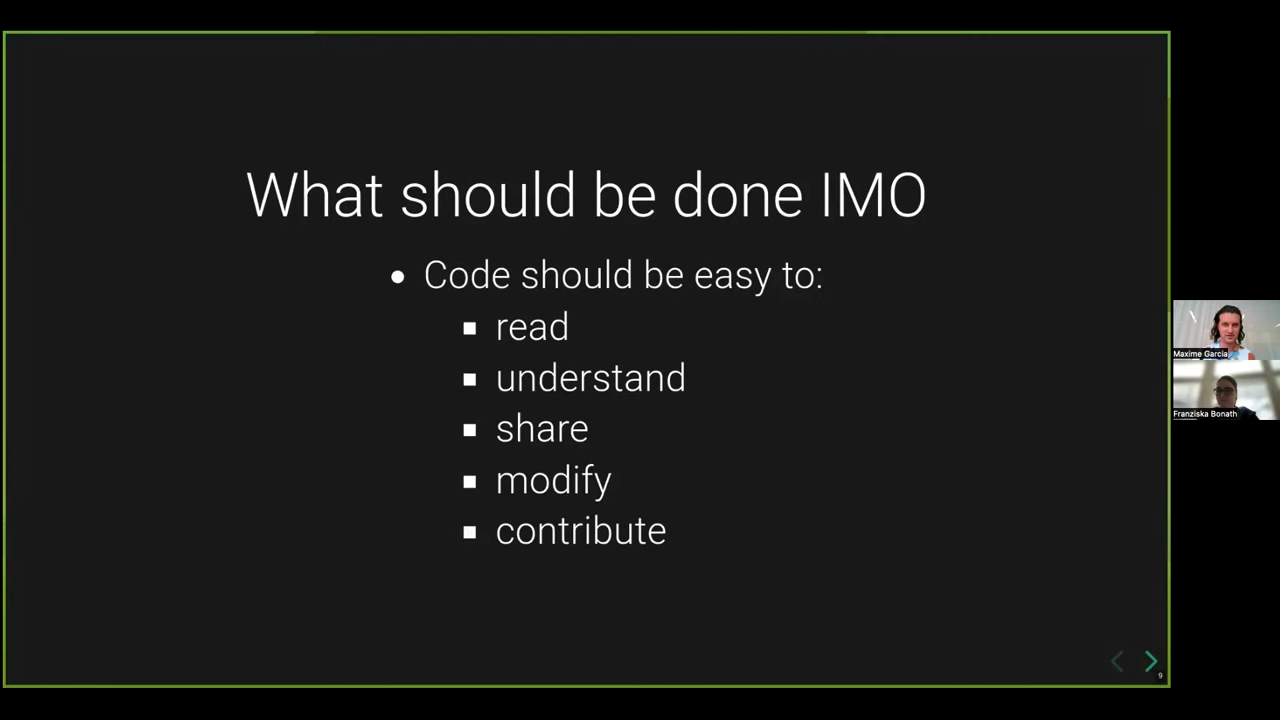 What should be done IMO
Code should be easy to:
read
understand
share
modify
contribute
Maxime Garcia
Franziska Bonath
9